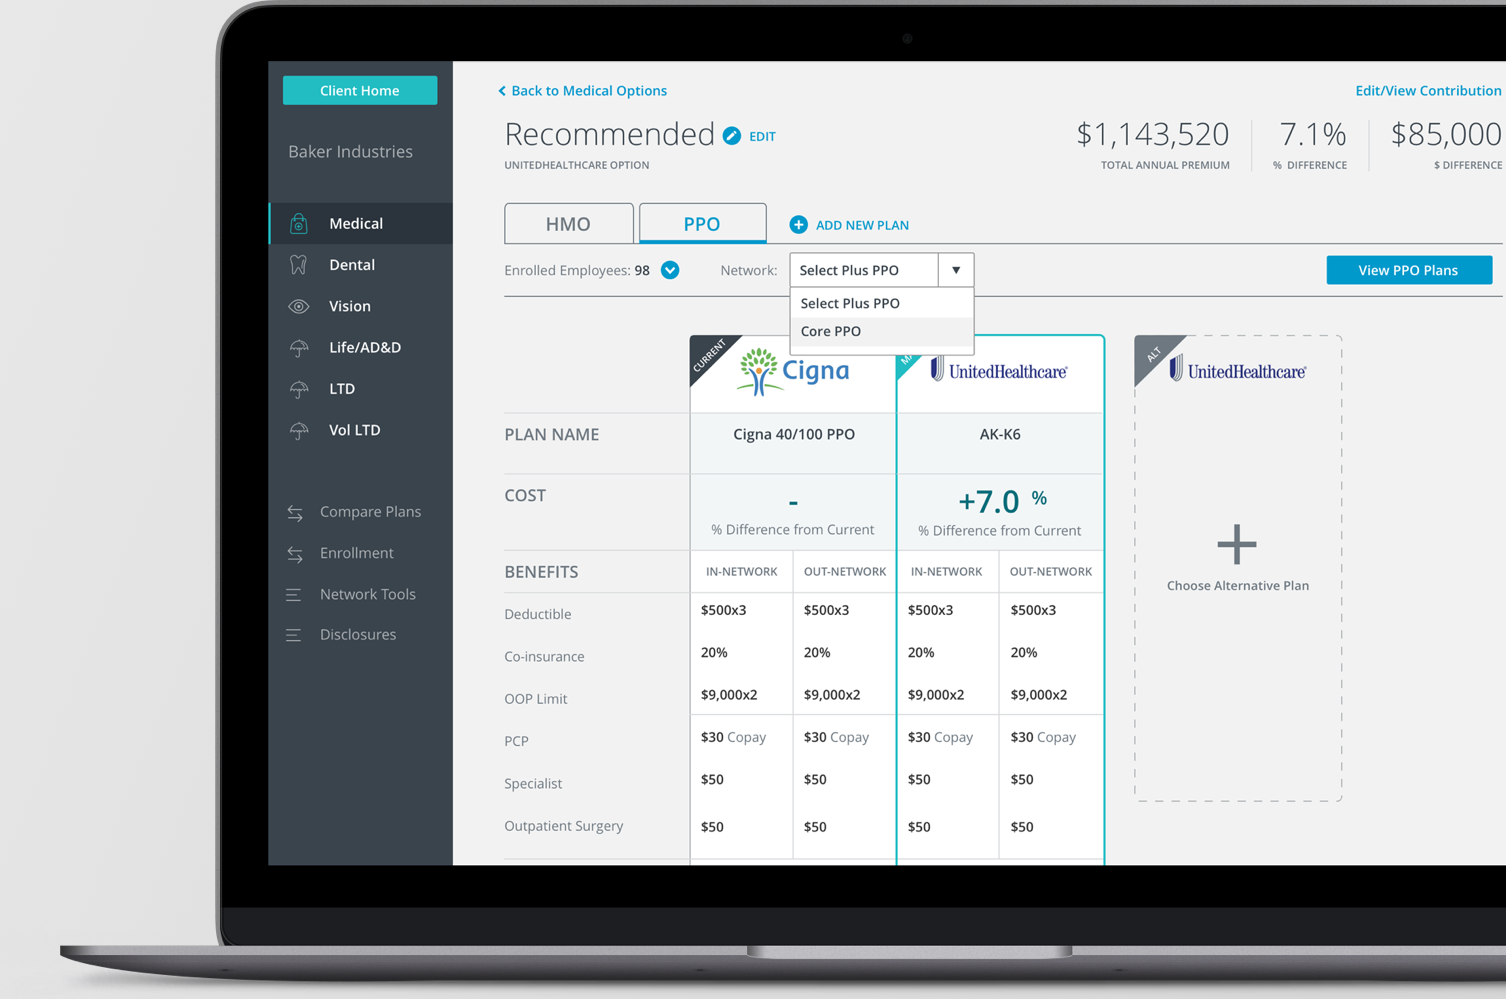 Client Home
Baker Industries
Medical
Dental
Vision
Life/AD&D
LTD
Vol LTD
Compare Plans
Enrollment
Network Tools
Disclosures
Back to Medical Options
Edit/View Contribution
Recommended EDIT
UNITEDHEALTHCARE OPTION
$1,143,520 7.1% $85,000
TOTAL ANNUAL PREMIUM % DIFFERENCE $ DIFFERENCE
HMO PPO ADD NEW PLAN
Enrolled Employees: 98 Network: Select Plus PPO View PPO Plans
Select Plus PPO
Core PPO
CURRENT Cigna UnitedHealthcare ALT UnitedHealthcare
PLAN NAME Cigna 40/100 PPO AK-K6
COST - +7.0 %
% Difference from Current % Difference from Current
Choose Alternative Plan
BENEFITS IN-NETWORK OUT-NETWORK IN-NETWORK OUT-NETWORK
Deductible $500x3 $500x3 $500x3 $500x3
Co-insurance 20% 20% 20% 20%
OOP Limit $9,000x2 $9,000x2 $9,000x2 $9,000x2
PCP $30 Copay $30 Copay $30 Copay $30 Copay
Specialist $50 $50 $50 $50
Outpatient Surgery $50 $50 $50 $50